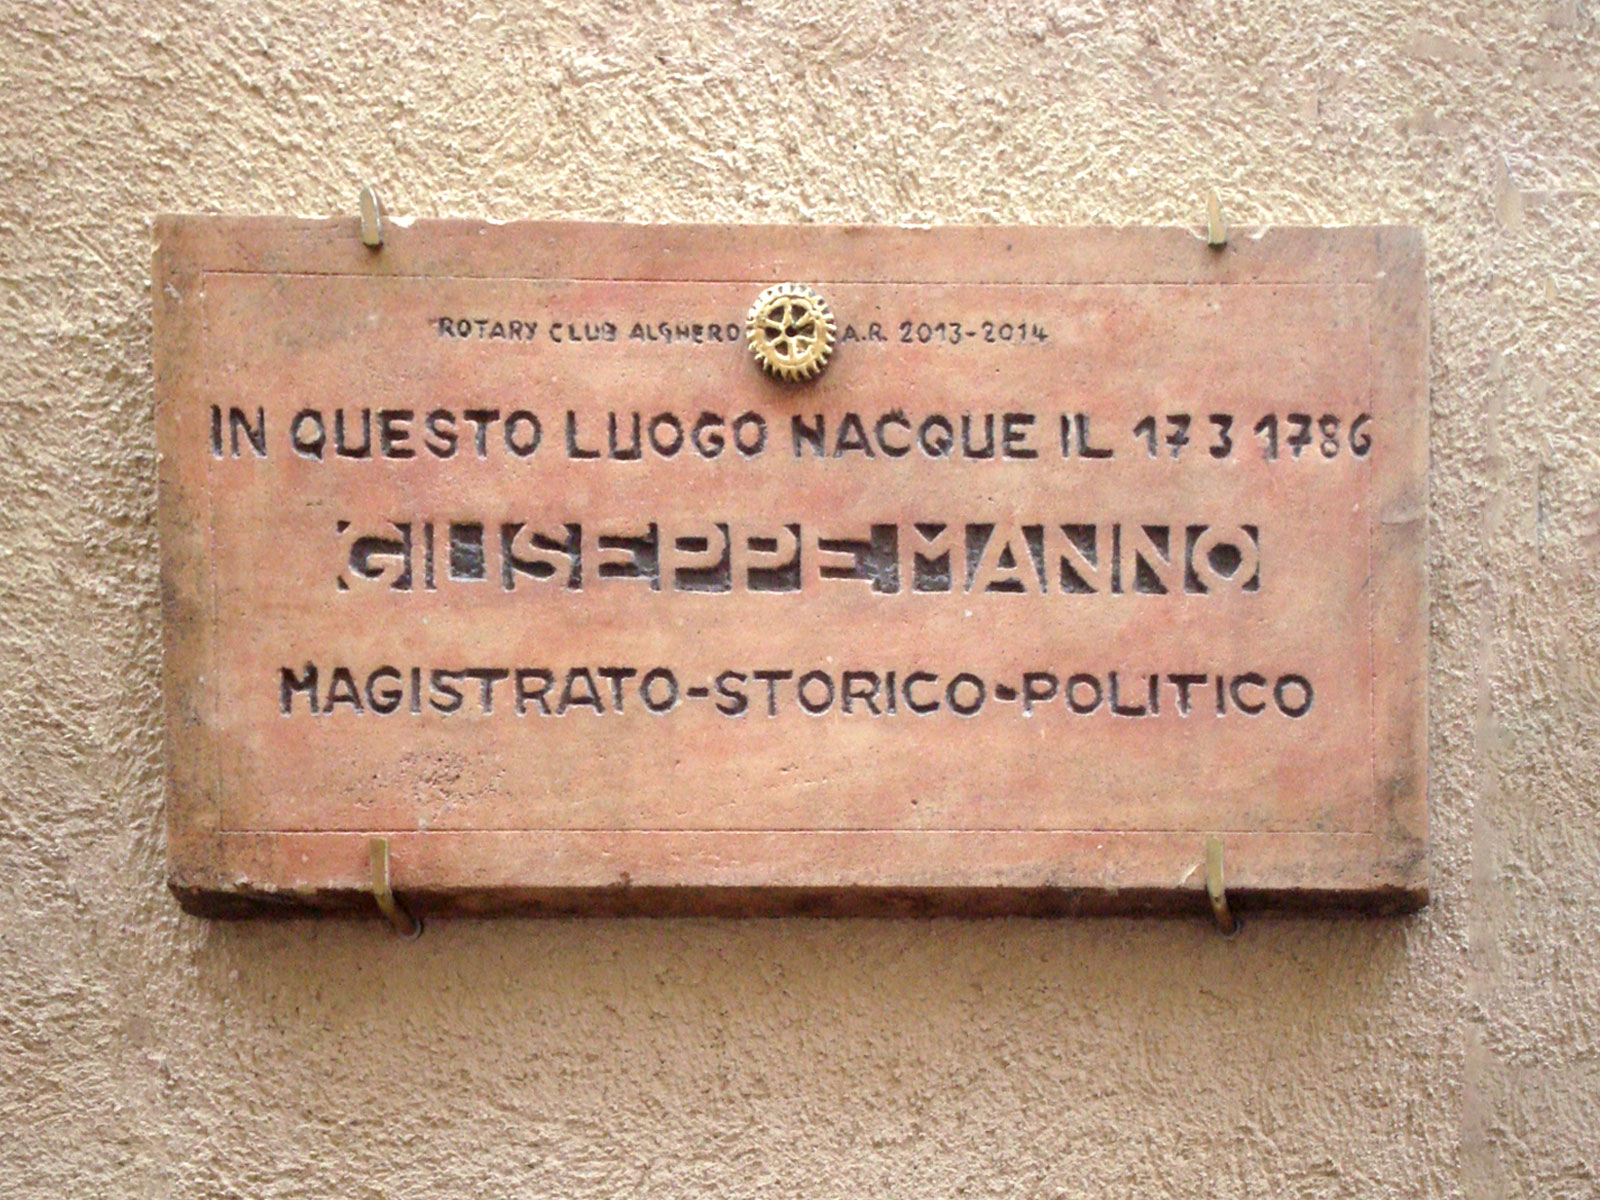 ROTARY CLUB ALGHERO A.R. 2013-2014
IN QUESTO LUOGO NACQUE IL 17 3 1786
GIUSEPPE MANNO
MAGISTRATO-STORICO-POLITICO